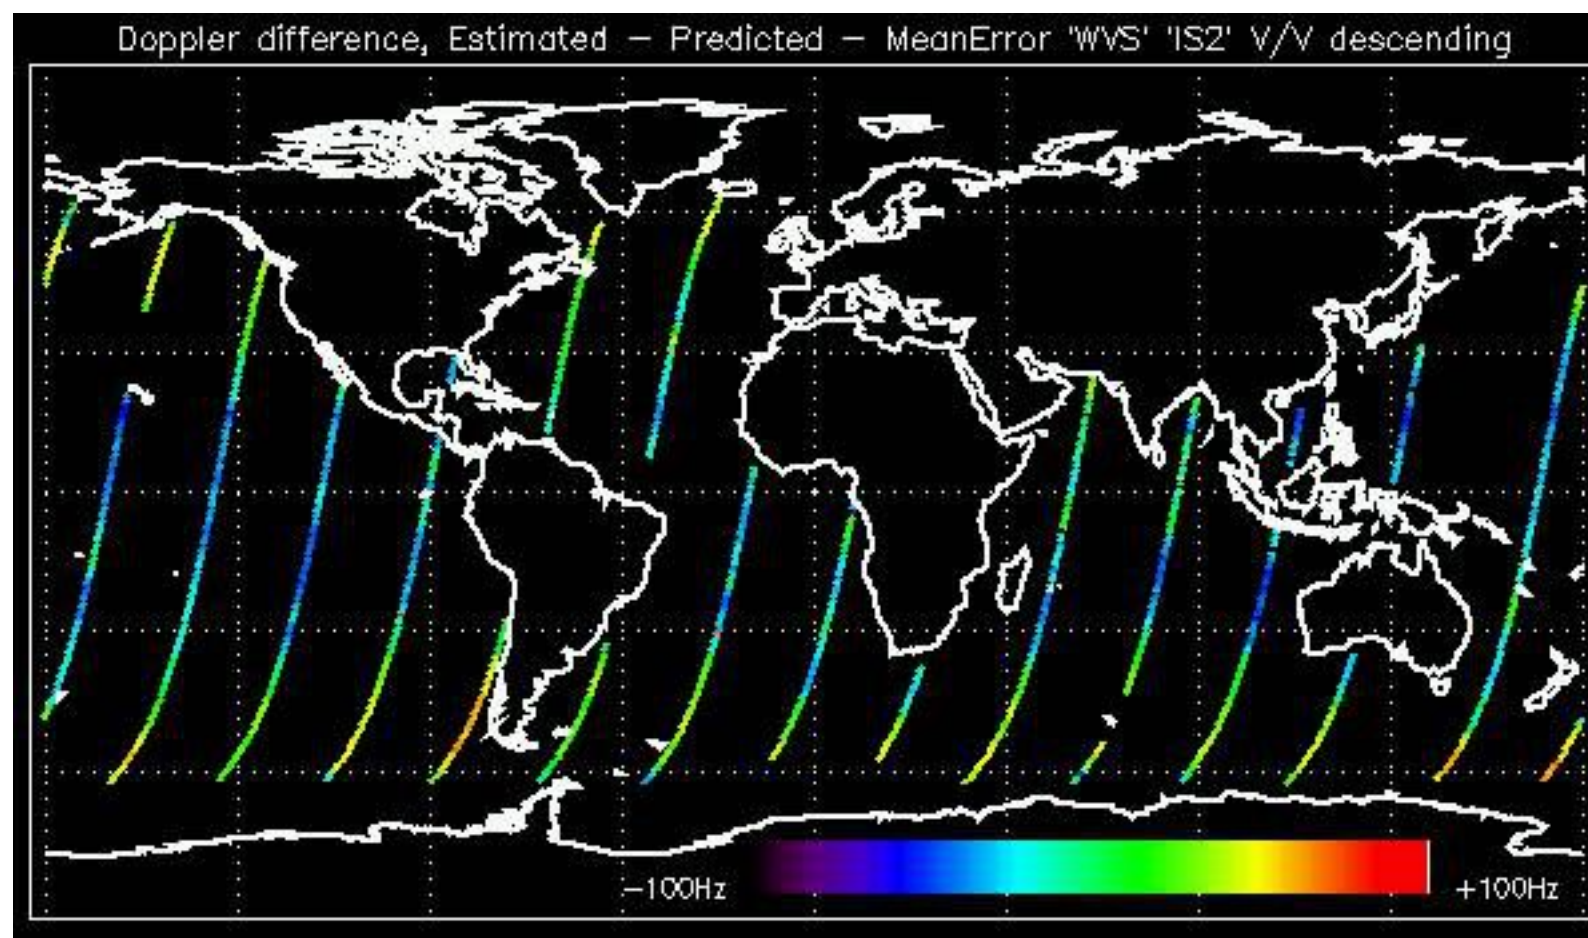 Doppler difference, Estimated – Predicted – MeanError 'WVS' 'IS2' V/V descending
-100Hz
+100Hz